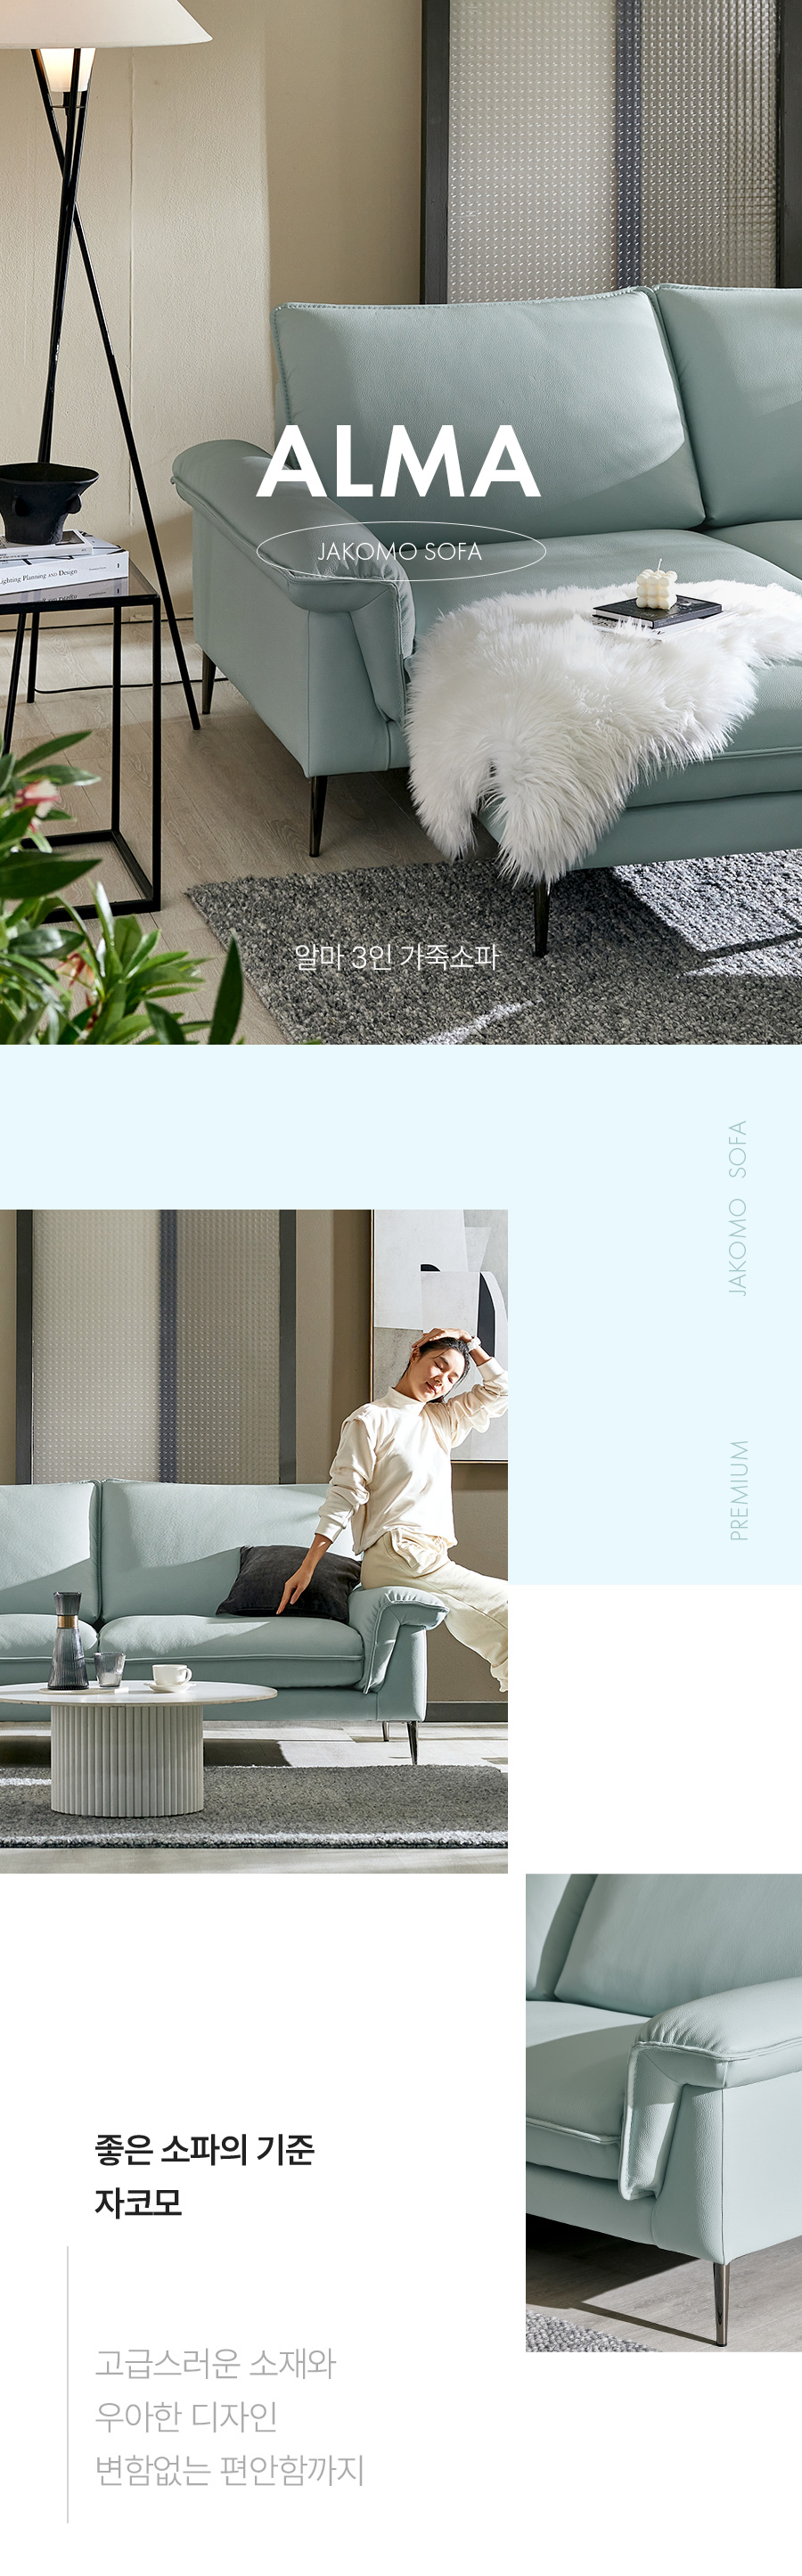 ALMA
JAKOMO SOFA
Lighting Planning and Design
알마 3인 가죽소파
JAKOMO SOFA
PREMIUM
좋은 소파의 기준
자코모
고급스러운 소재와
우아한 디자인
변함없는 편안함까지